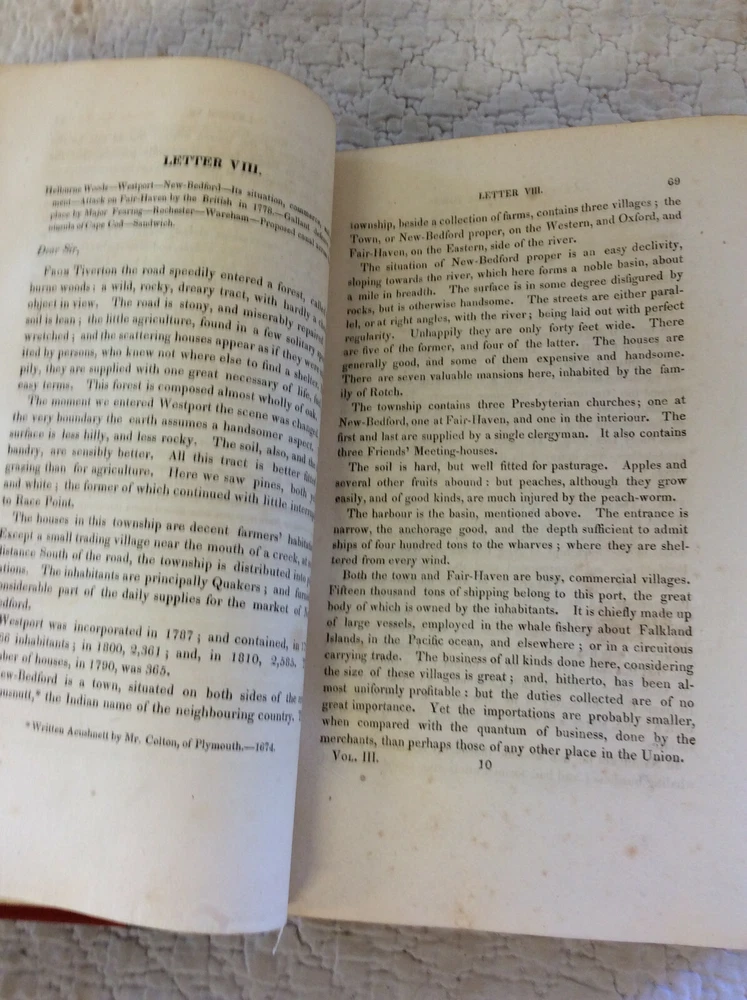 LETTER VIII.
Helbourne Woods—Westport—New-Bedford—Its situation, commerce,
ment—Attack on Fair-Haven by the British in 1778.—Gallant
place by Major Fearing—Rochester—Wareham—Proposed canal across
of Cape Cod—Sandwich.
Dear Sir,
From Tiverton the road speedily entered a forest,
burne woods: a wild, rocky, dreary tract, with hardly a
object in view. The road is stony, and miserably
soil is lean; the little agriculture, found in a few solitary
wretched; and the scattering houses appear as if they were
ited by persons, who knew not where else to find a shelter.
pily, they are supplied with one great necessary of life,
easy terms. This forest is composed almost wholly of oak.
The moment we entered Westport the scene was changed.
the very boundary the earth assumes a handsomer aspect.
surface is less hilly, and less rocky. The soil, also, and the
bandry, are sensibly better. All this tract is better
grazing than for agriculture. Here we saw pines, both
and white; the former of which continued with little
to Race Point.
The houses in this township are decent farmers'
Except a small trading village near the mouth of a creek, at
distance South of the road, the township is distributed into
ations. The inhabitants are principally Quakers; and
onsiderable part of the daily supplies for the market of
edford.
Westport was incorporated in 1787; and contained, in
66 inhabitants; in 1800, 2,361; and, in 1810, 2,585.
ber of houses, in 1790, was 365.
New-Bedford is a town, situated on both sides of the
the Indian name of the neighbouring country.
*Written Acushnett by Mr. Colton, of Plymouth.—1674.
LETTER VIII. 69
township, beside a collection of farms, contains three villages; the
Town, or New-Bedford proper, on the Western, and Oxford, and
Fair-Haven, on the Eastern, side of the river.
The situation of New-Bedford proper is an easy declivity,
sloping towards the river, which here forms a noble basin, about
a mile in breadth. The surface is in some degree disfigured by
rocks, but is otherwise handsome. The streets are either paral-
lel, or at right angles, with the river; being laid out with perfect
regularity. Unhappily they are only forty feet wide. There
are five of the former, and four of the latter. The houses are
generally good, and some of them expensive and handsome.
There are seven valuable mansions here, inhabited by the fam-
ily of Rotch.
The township contains three Presbyterian churches; one at
New-Bedford, one at Fair-Haven, and one in the interiour. The
first and last are supplied by a single clergyman. It also contains
three Friends' Meeting-houses.
The soil is hard, but well fitted for pasturage. Apples and
several other fruits abound: but peaches, although they grow
easily, and of good kinds, are much injured by the peach-worm.
The harbour is the basin, mentioned above. The entrance is
narrow, the anchorage good, and the depth sufficient to admit
ships of four hundred tons to the wharves; where they are shel-
tered from every wind.
Both the town and Fair-Haven are busy, commercial villages.
Fifteen thousand tons of shipping belong to this port, the great
body of which is owned by the inhabitants. It is chiefly made up
of large vessels, employed in the whale fishery about Falkland
Islands, in the Pacific ocean, and elsewhere; or in a circuitous
carrying trade. The business of all kinds done here, considering
the size of these villages is great; and, hitherto, has been al-
most uniformly profitable: but the duties collected are of no
great importance. Yet the importations are probably smaller,
when compared with the quantum of business, done by the
merchants, than perhaps those of any other place in the Union.
VOL. III. 10